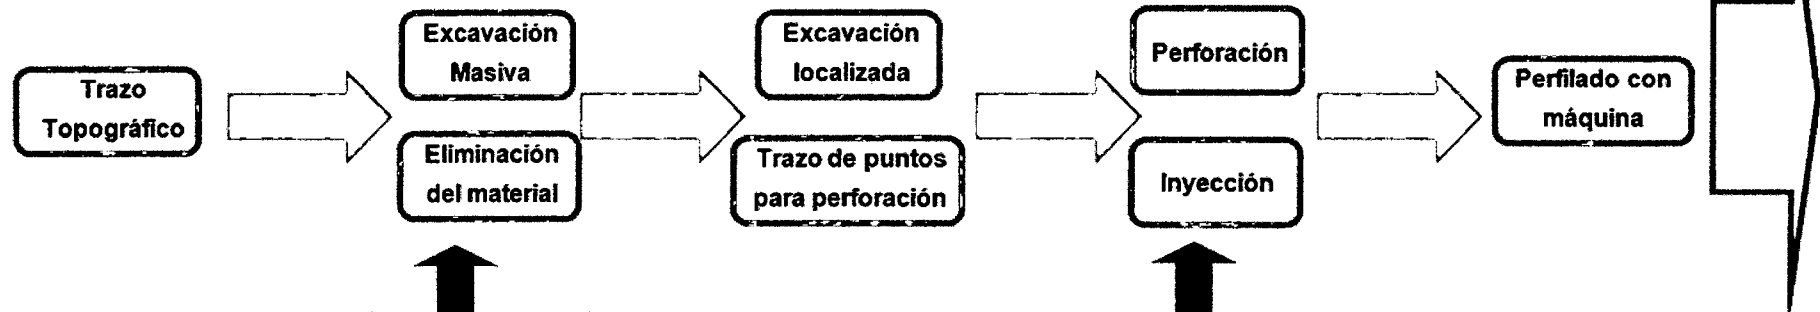 Trazo
Topográfico
Excavación
Masiva
Eliminación
del material
Excavación
localizada
Trazo de puntos
para perforación
Perforación
Inyección
Perfilado con
máquina